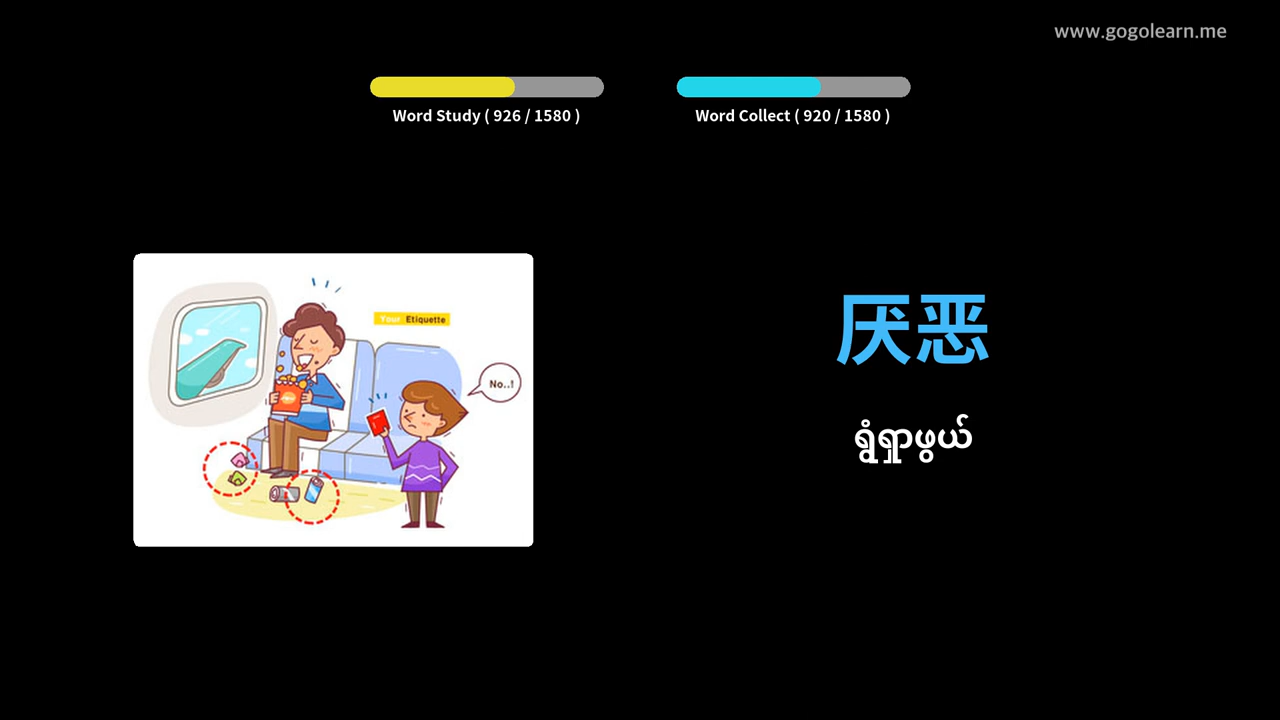 www.gogolearn.me
Word Study ( 926 / 1580 )
Word Collect ( 920 / 1580 )
Your Etiquette
No..!
厌恶
ရွံရှာဖွယ်